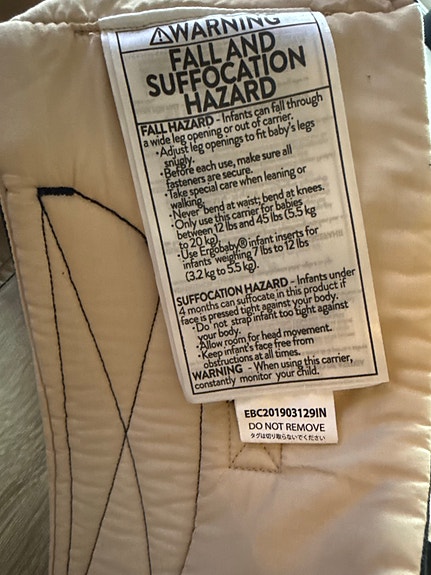 ⚠WARNING
FALL AND
SUFFOCATION
HAZARD
FALL HAZARD - Infants can fall through
a wide leg opening or out of carrier.
•Adjust leg openings to fit baby's legs
snugly.
•Before each use, make sure all
fasteners are secure.
•Take special care when leaning or
walking.
•Never bend at waist; bend at knees.
•Only use this carrier for babies
between 12 lbs and 45 lbs (5.5 kg
to 20 kg).
•Use Ergobaby® infant inserts for
infants weighing 7 lbs to 12 lbs
(3.2 kg to 5.5 kg).
SUFFOCATION HAZARD - Infants under
4 months can suffocate in this product if
face is pressed tight against your body.
•Do not strap infant too tight against
your body.
•Allow room for head movement.
•Keep infant's face free from
obstructions at all times.
WARNING - When using this carrier,
constantly monitor your child.
EBC201903129IN
DO NOT REMOVE
タグは切り取らないでください